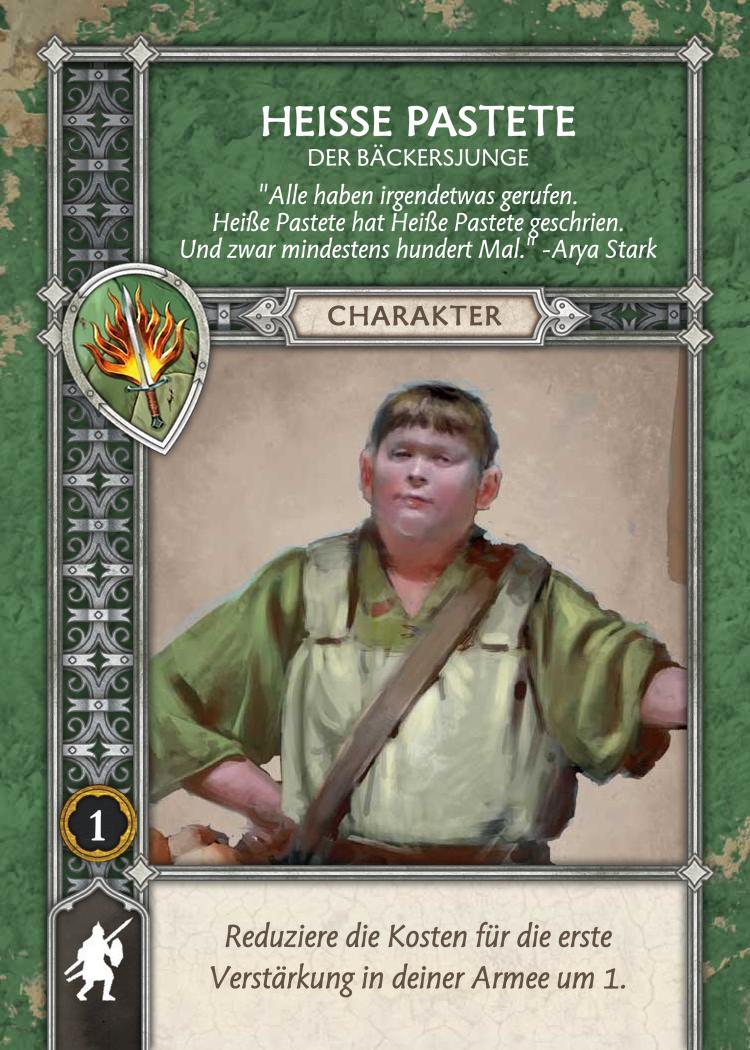 HEISSE PASTETE
DER BÄCKERSJUNGE
"Alle haben irgendetwas gerufen.
Heiße Pastete hat Heiße Pastete geschrien.
Und zwar mindestens hundert Mal." -Arya Stark
CHARAKTER
1
Reduziere die Kosten für die erste
Verstärkung in deiner Armee um 1.